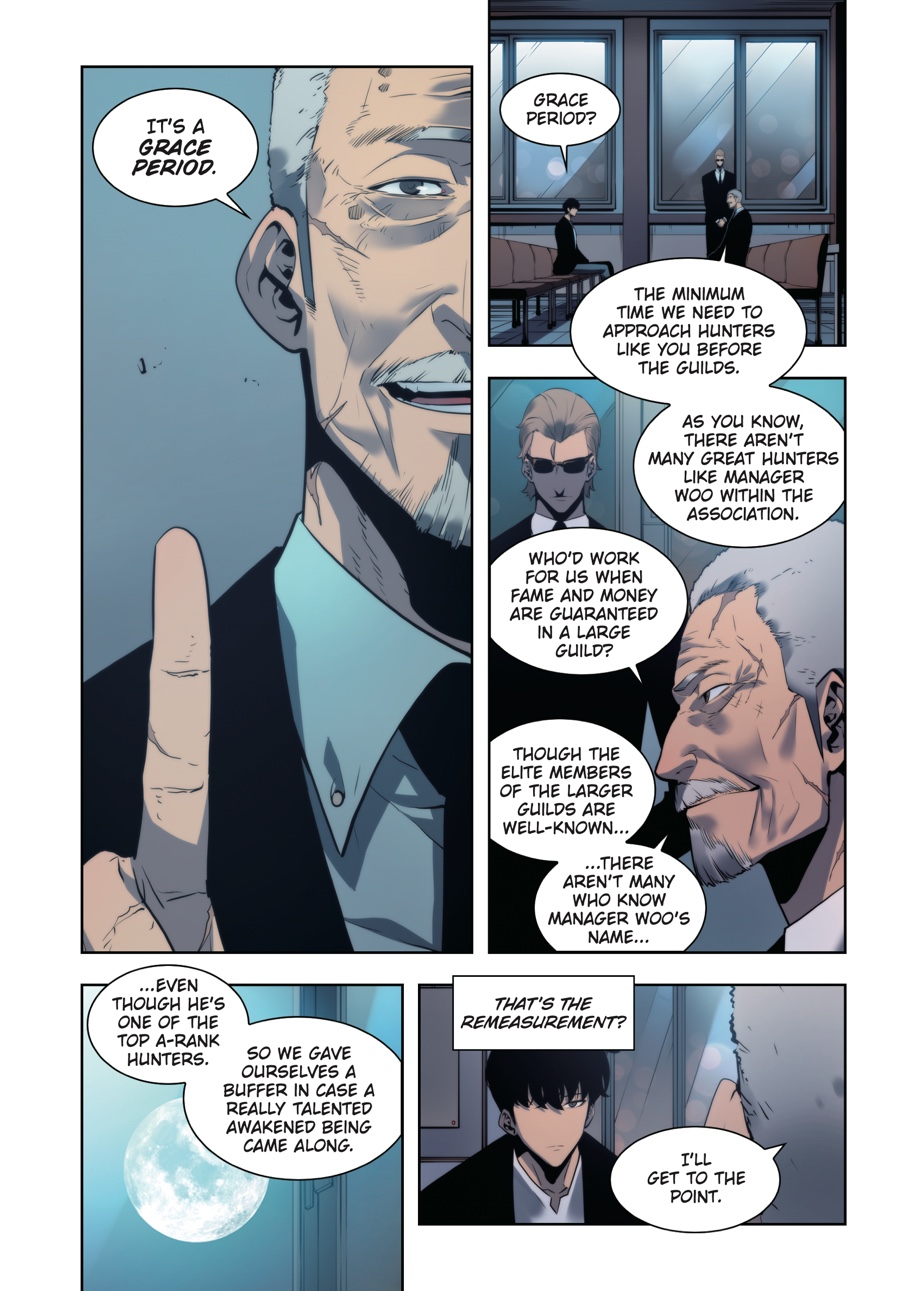 IT'S A
GRACE
PERIOD.
GRACE
PERIOD?
THE MINIMUM
TIME WE NEED TO
APPROACH HUNTERS
LIKE YOU BEFORE
THE GUILDS.
AS YOU KNOW,
THERE AREN'T
MANY GREAT HUNTERS
LIKE MANAGER
WOO WITHIN THE
ASSOCIATION.
WHO'D WORK
FOR US WHEN
FAME AND MONEY
ARE GUARANTEED
IN A LARGE
GUILD?
THOUGH THE
ELITE MEMBERS
OF THE LARGER
GUILDS ARE
WELL-KNOWN...
...THERE
AREN'T MANY
WHO KNOW
MANAGER WOO'S
NAME...
...EVEN
THOUGH HE'S
ONE OF THE
TOP A-RANK
HUNTERS.
SO WE GAVE
OURSELVES A
BUFFER IN CASE A
REALLY TALENTED
AWAKENED BEING
CAME ALONG.
THAT'S THE
REMEASUREMENT?
I'LL
GET TO THE
POINT.